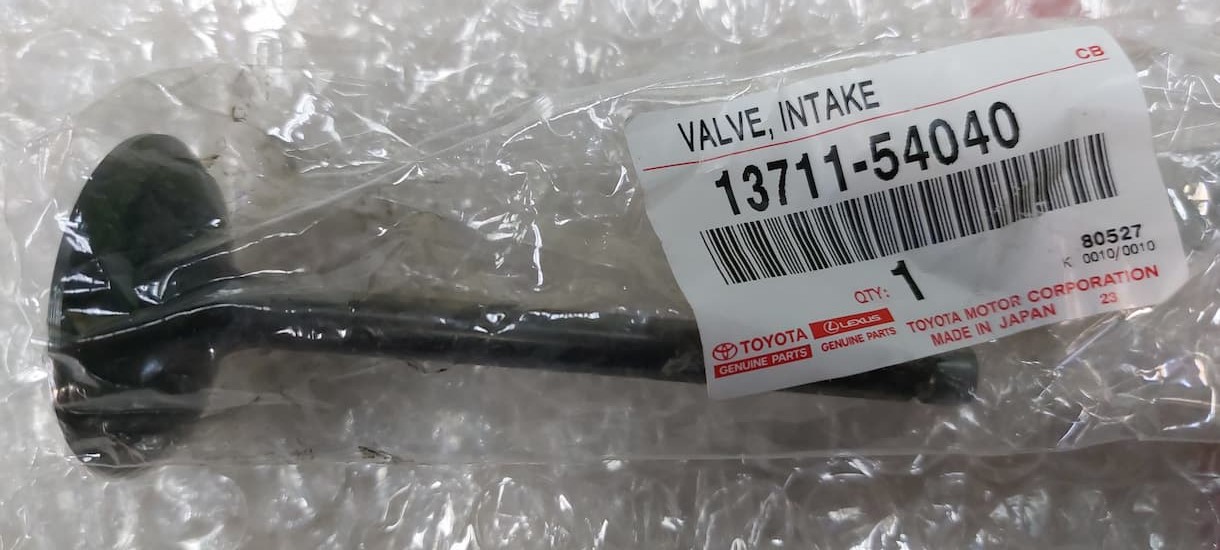 CB
VALVE, INTAKE
13711-54040
80527
K 0010/0010
QTY: 1
TOYOTA
GENUINE PARTS
LEXUS
GENUINE PARTS
TOYOTA MOTOR CORPORATION
MADE IN JAPAN 23